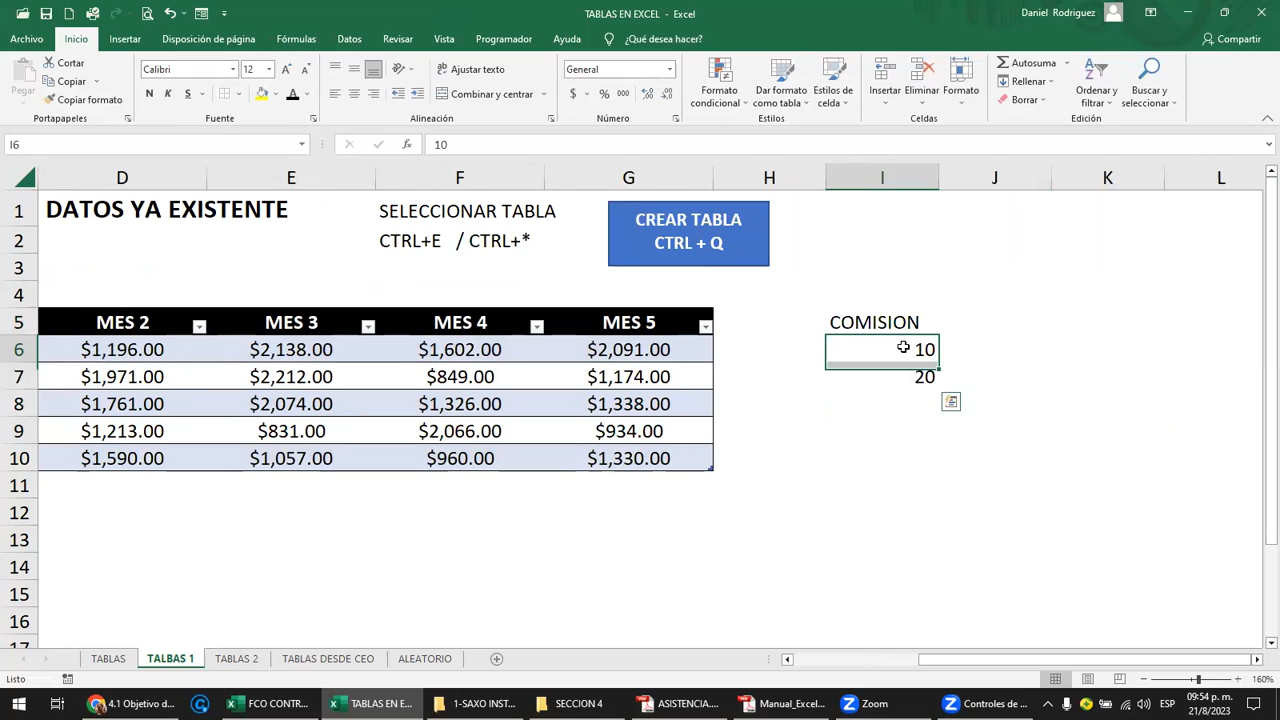 TABLAS EN EXCEL - Excel
Daniel Rodriguez
Archivo Inicio Insertar Disposición de página Fórmulas Datos Revisar Vista Programador Ayuda ¿Qué desea hacer? Compartir
Pegar
Cortar
Copiar
Copiar formato
Calibri 12
N K S
Ajustar texto
Combinar y centrar
General
$ % 000
Formato condicional
Dar formato como tabla
Estilos de celda
Insertar
Eliminar
Formato
Autosuma
Rellenar
Borrar
Ordenar y filtrar
Buscar y seleccionar
Portapapeles Fuente Alineación Número Estilos Celdas Edición
I6 fx 10
D E F G H I J K L
1 DATOS YA EXISTENTE SELECCIONAR TABLA
2 CTRL+E / CTRL+*
CREAR TABLA
CTRL + Q
3
4
5 MES 2 MES 3 MES 4 MES 5 COMISION
6 $1,196.00 $2,138.00 $1,602.00 $2,091.00 10
7 $1,971.00 $2,212.00 $849.00 $1,174.00 20
8 $1,761.00 $2,074.00 $1,326.00 $1,338.00
9 $1,213.00 $831.00 $2,066.00 $934.00
10 $1,590.00 $1,057.00 $960.00 $1,330.00
11
12
13
14
15
16
17
TABLAS TALBAS 1 TABLAS 2 TABLAS DESDE CEO ALEATORIO
Listo 160%
4.1 Objetivo d... FCO CONTR... TABLAS EN E... 1-SAXO INST... SECCION 4 ASISTENCIA.... Manual_Exce... Zoom Controles de ... ESP 09:54 p. m.
21/8/2023